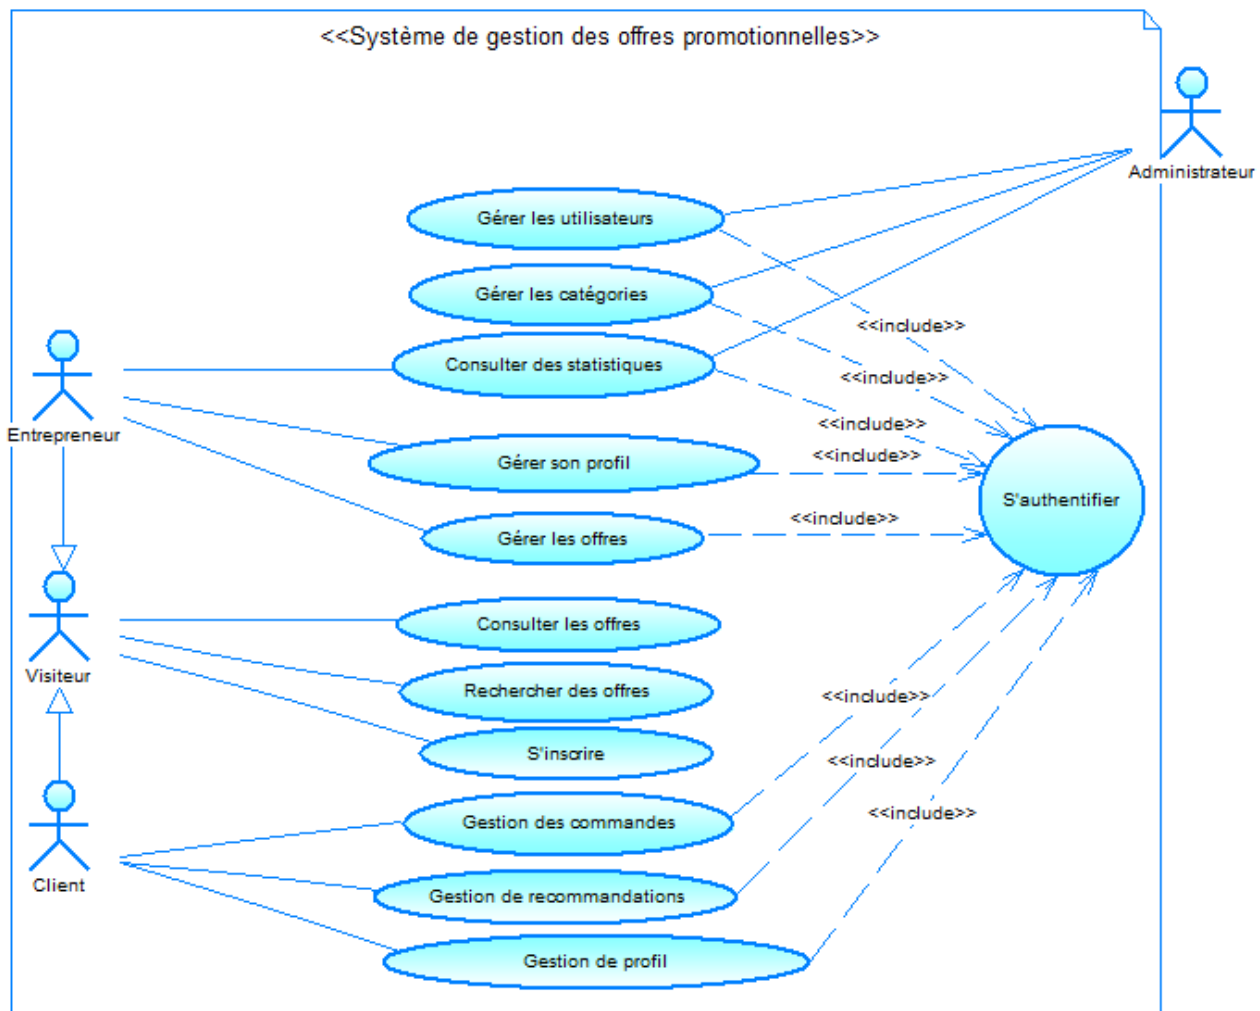 <<Système de gestion des offres promotionnelles>>
Administrateur
Gérer les utilisateurs
Gérer les catégories
<<include>>
Consulter des statistiques
<<include>>
<<include>>
Entrepreneur
Gérer son profil
<<include>>
S'authentifier
Gérer les offres
<<include>>
Consulter les offres
Visiteur
Rechercher des offres
<<include>>
S'inscrire
<<include>>
Gestion des commandes
<<include>>
Client
Gestion de recommandations
Gestion de profil